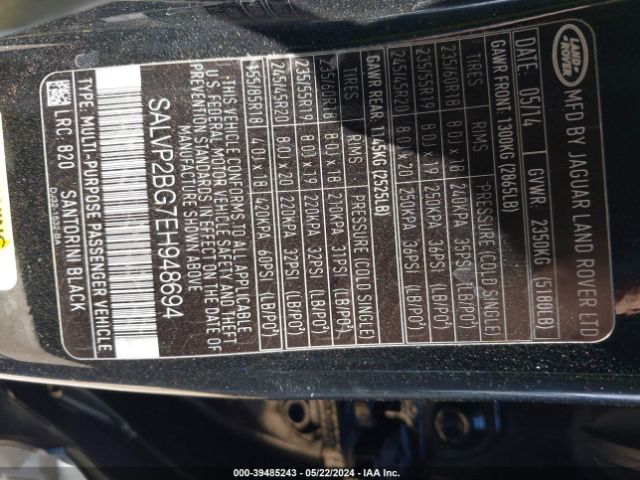 LAND ROVER
MFD BY JAGUAR LAND ROVER LTD
DATE: 05/14 GVWR. 2350KG (5180LB)
GAWR FRONT: 1300KG (2865LB)
TIRES RIMS PRESSURE (COLD SINGLE)
235/60R18 8.0J x 18 240KPA 35PSI (LB/PO²)
235/55R19 8.0J x 19 250KPA 36PSI (LB/PO²)
245/45R20 8.0J x 20 250KPA 36PSI (LB/PO²)
GAWR REAR: 1145KG (2525LB)
TIRES RIMS PRESSURE (COLD SINGLE)
235/60R18 8.0J x 18 210KPA 31PSI (LB/PO²)
235/55R19 8.0J x 19 220KPA 32PSI (LB/PO²)
245/45R20 8.0J x 20 220KPA 32PSI (LB/PO²)
155/85R18 4.0J x 18 420KPA 60PSI (LB/PO²)
THIS VEHICLE CONFORMS TO ALL APPLICABLE
U S FEDERAL MOTOR VEHICLE SAFETY AND THEFT
PREVENTION STANDARDS IN EFFECT ON THE DATE OF
MANUFACTURE SHOWN ABOVE.
SALVP2BG7EH948694
TYPE: MULTI-PURPOSE PASSENGER VEHICLE
LRC 820 SANTORINI BLACK
000-39485243 - 05/22/2024 - IAA Inc.